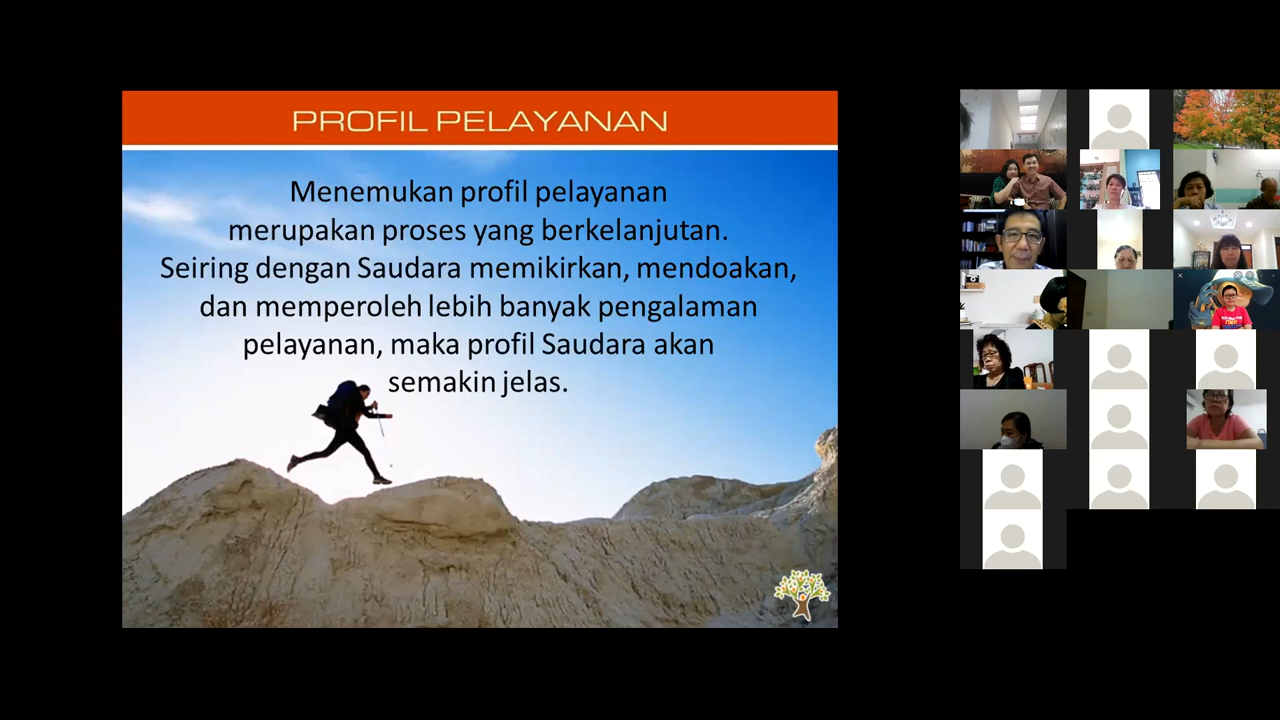 PROFIL PELAYANAN
Menemukan profil pelayanan
merupakan proses yang berkelanjutan.
Seiring dengan Saudara memikirkan, mendoakan,
dan memperoleh lebih banyak pengalaman
pelayanan, maka profil Saudara akan
semakin jelas.